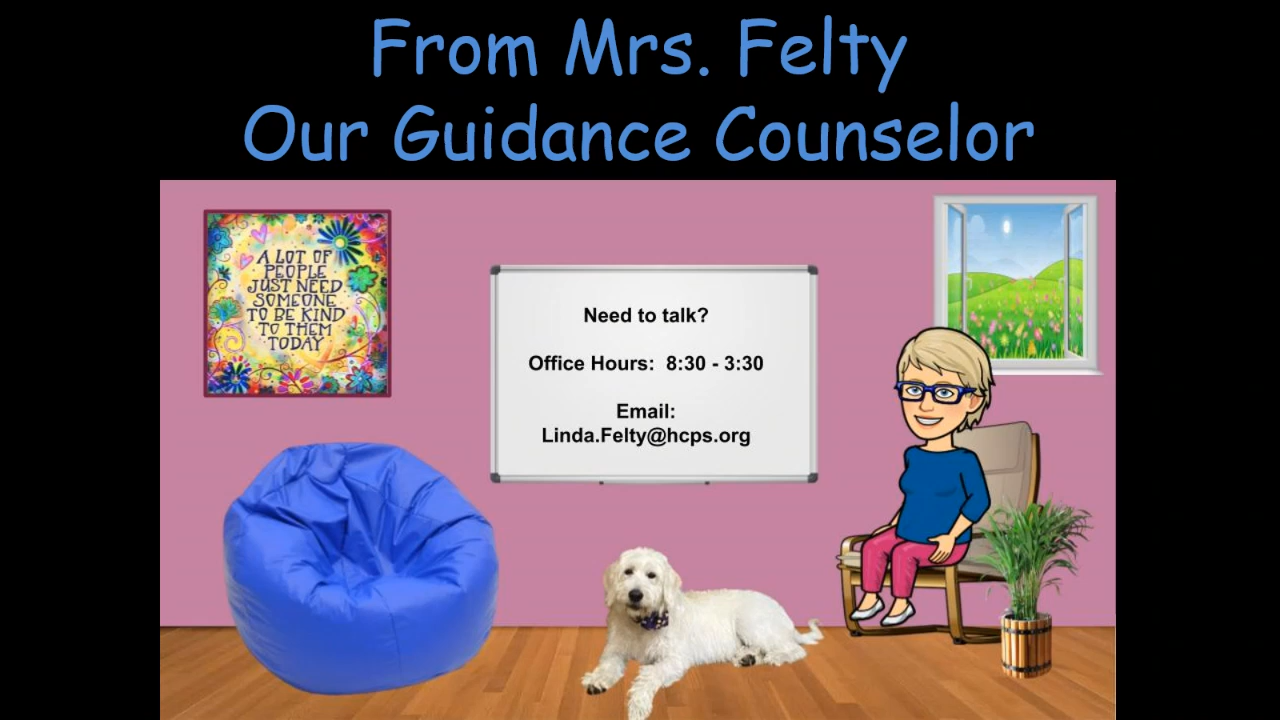 From Mrs. Felty
Our Guidance Counselor
A LOT OF
PEOPLE
JUST NEED
SOMEONE
TO BE KIND
TO THEM
TODAY
Need to talk?
Office Hours:  8:30 - 3:30
Email:
Linda.Felty@hcps.org